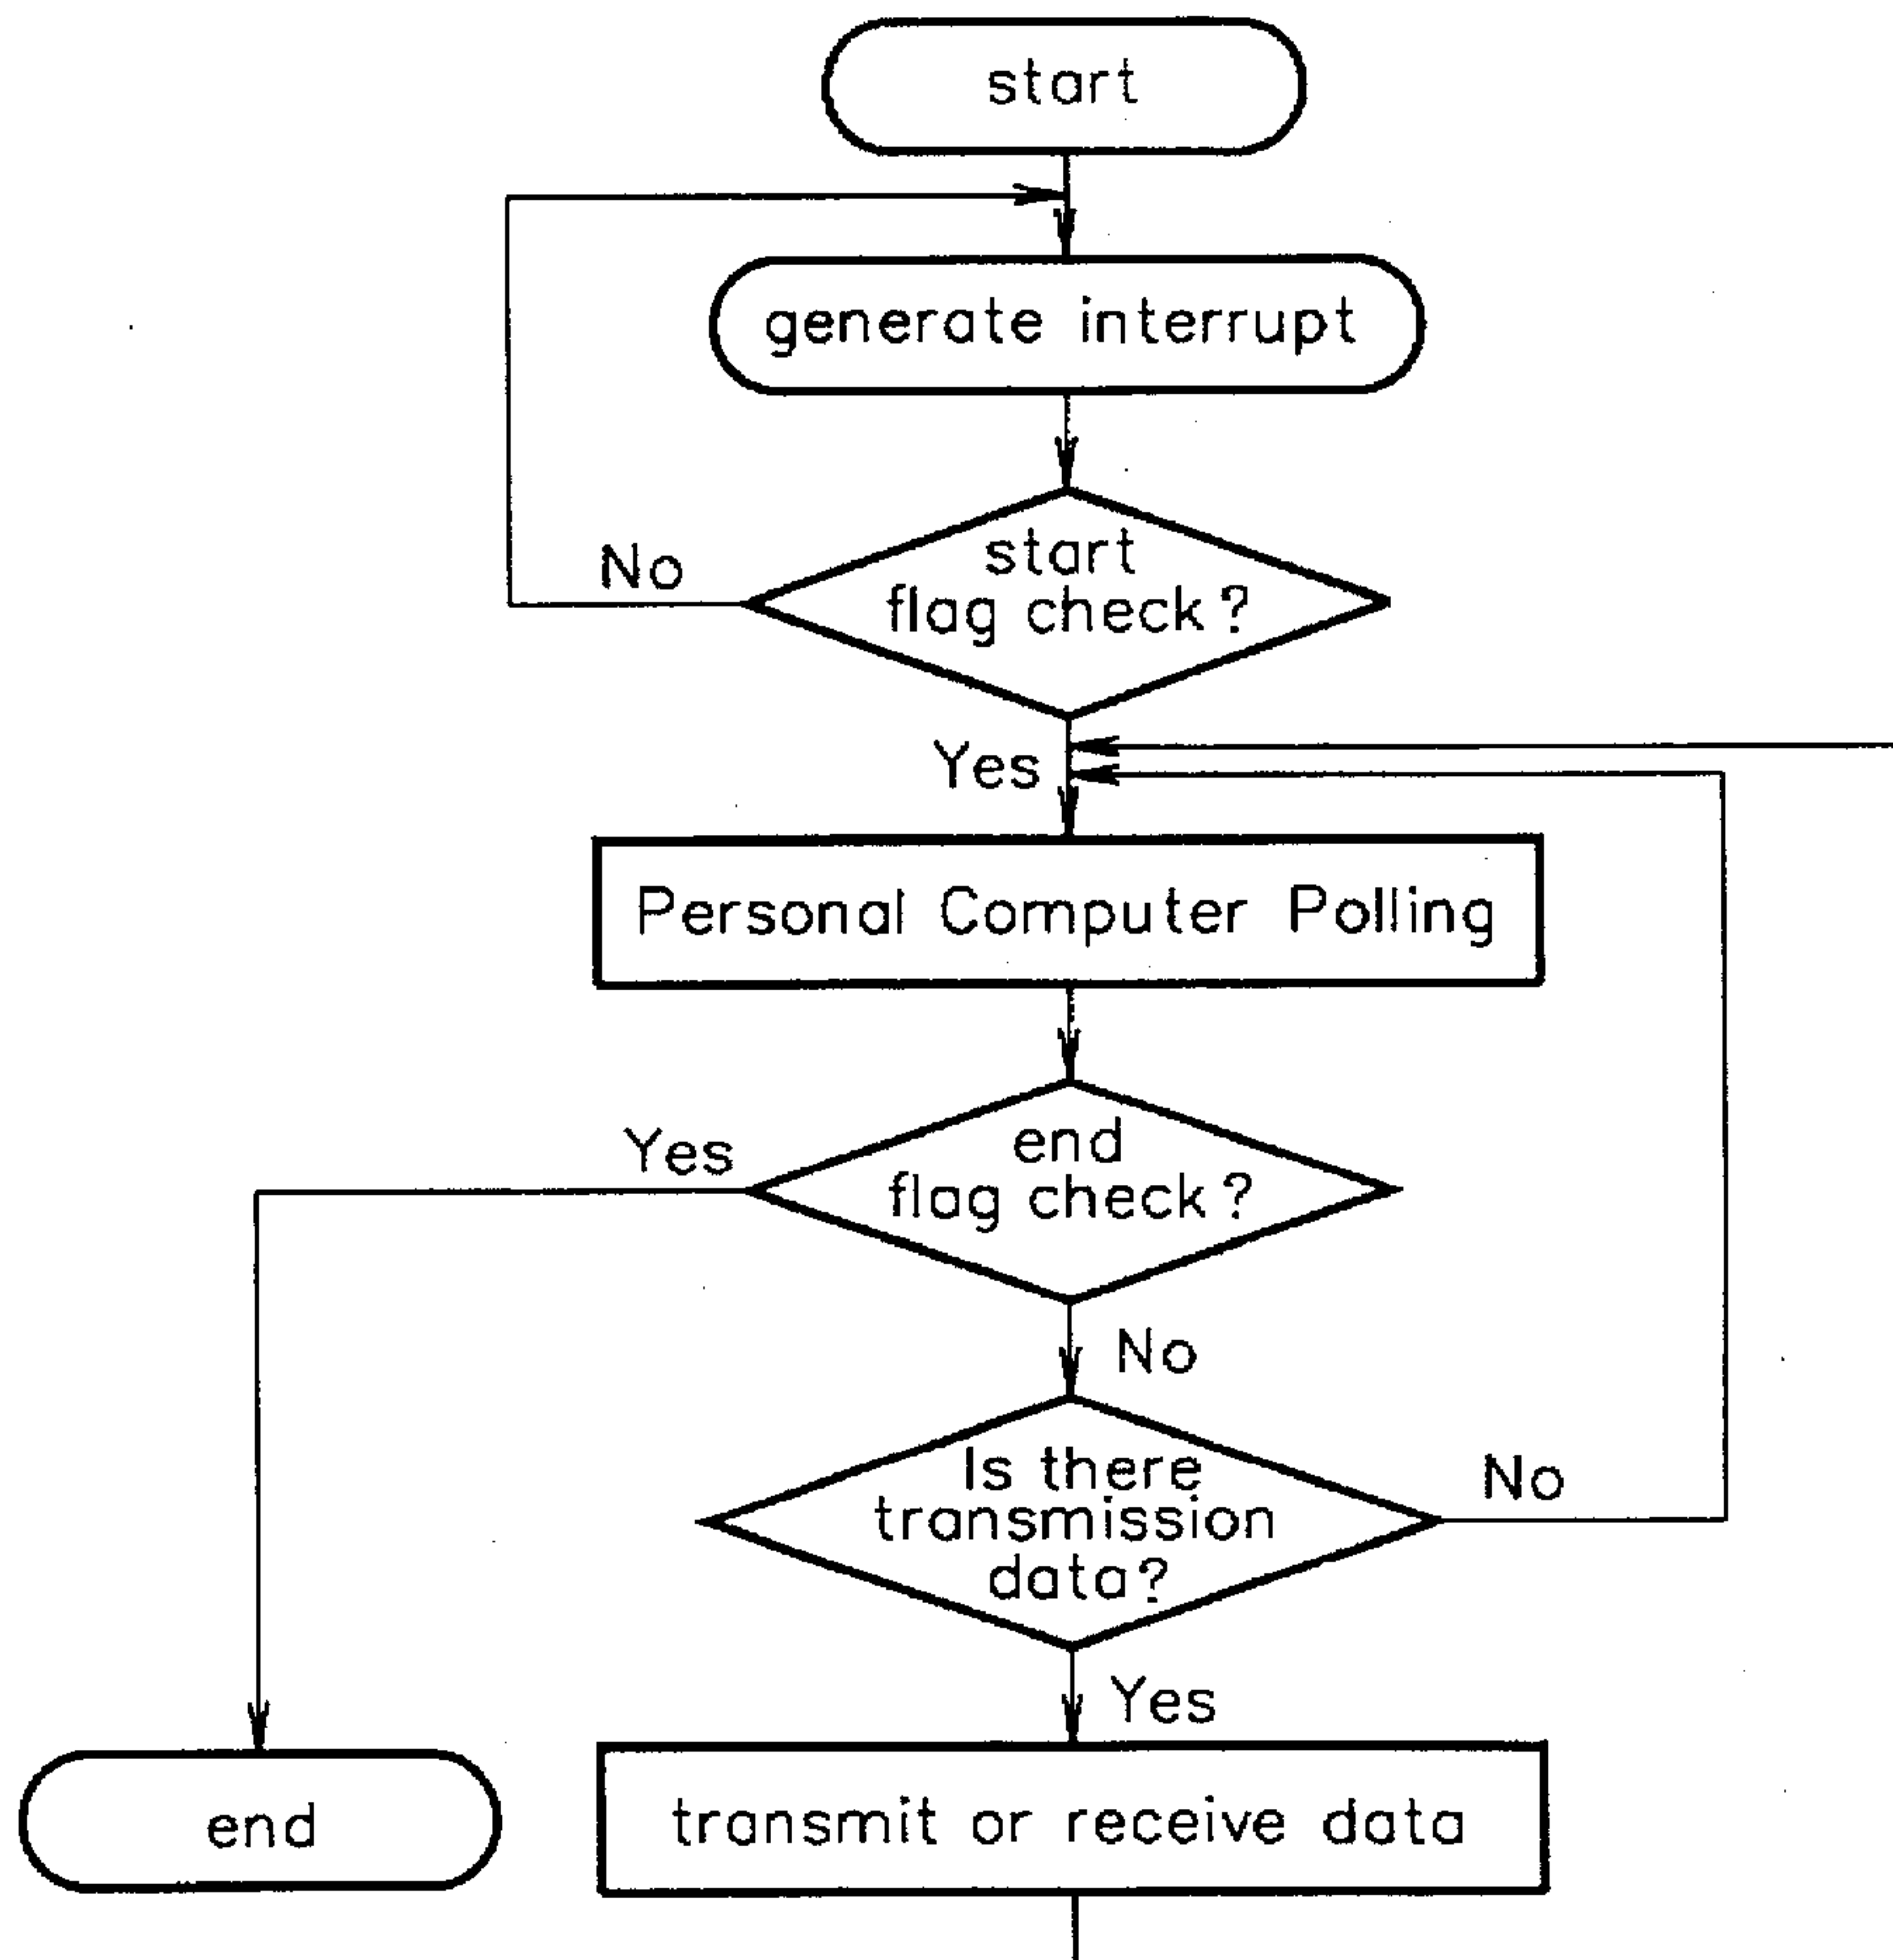 start
generate interrupt
start
flag check?
No
Yes
Personal Computer Polling
end
flag check?
Yes
No
Is there
transmission
data?
No
Yes
end
transmit or receive data